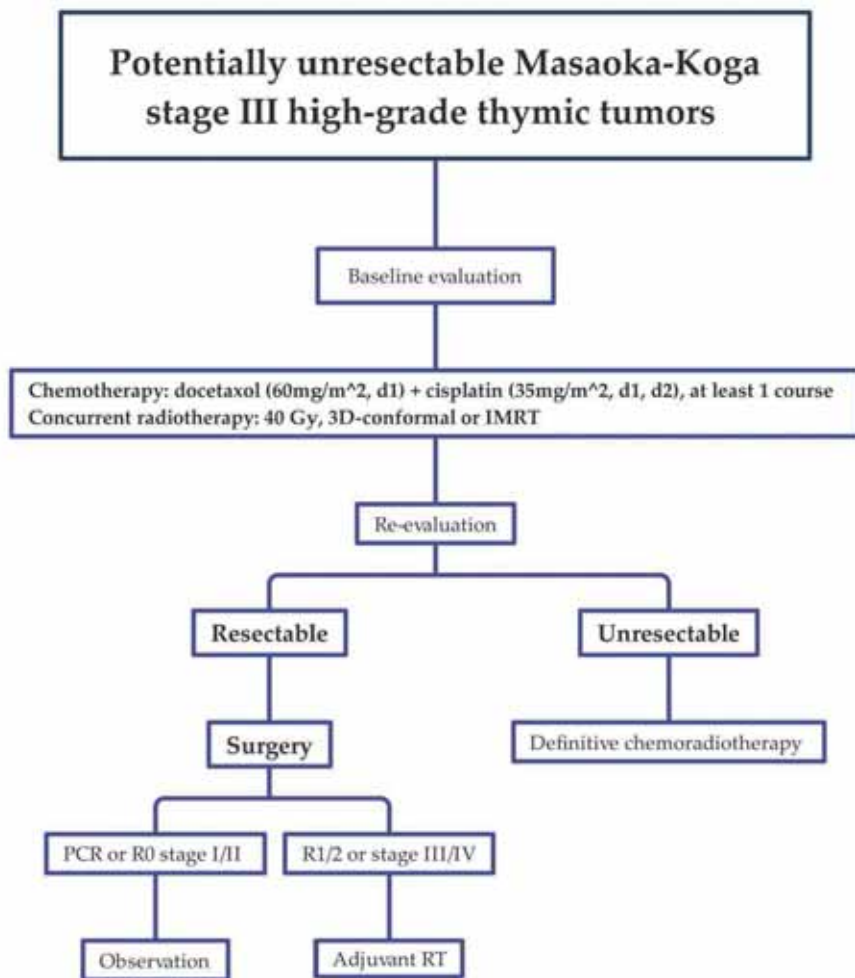 Potentially unresectable Masaoka-Koga
stage III high-grade thymic tumors
Baseline evaluation
Chemotherapy: docetaxol (60mg/m^2, d1) + cisplatin (35mg/m^2, d1, d2), at least 1 course
Concurrent radiotherapy: 40 Gy, 3D-conformal or IMRT
Re-evaluation
Resectable
Unresectable
Surgery
Definitive chemoradiotherapy
PCR or R0 stage I/II
R1/2 or stage III/IV
Observation
Adjuvant RT